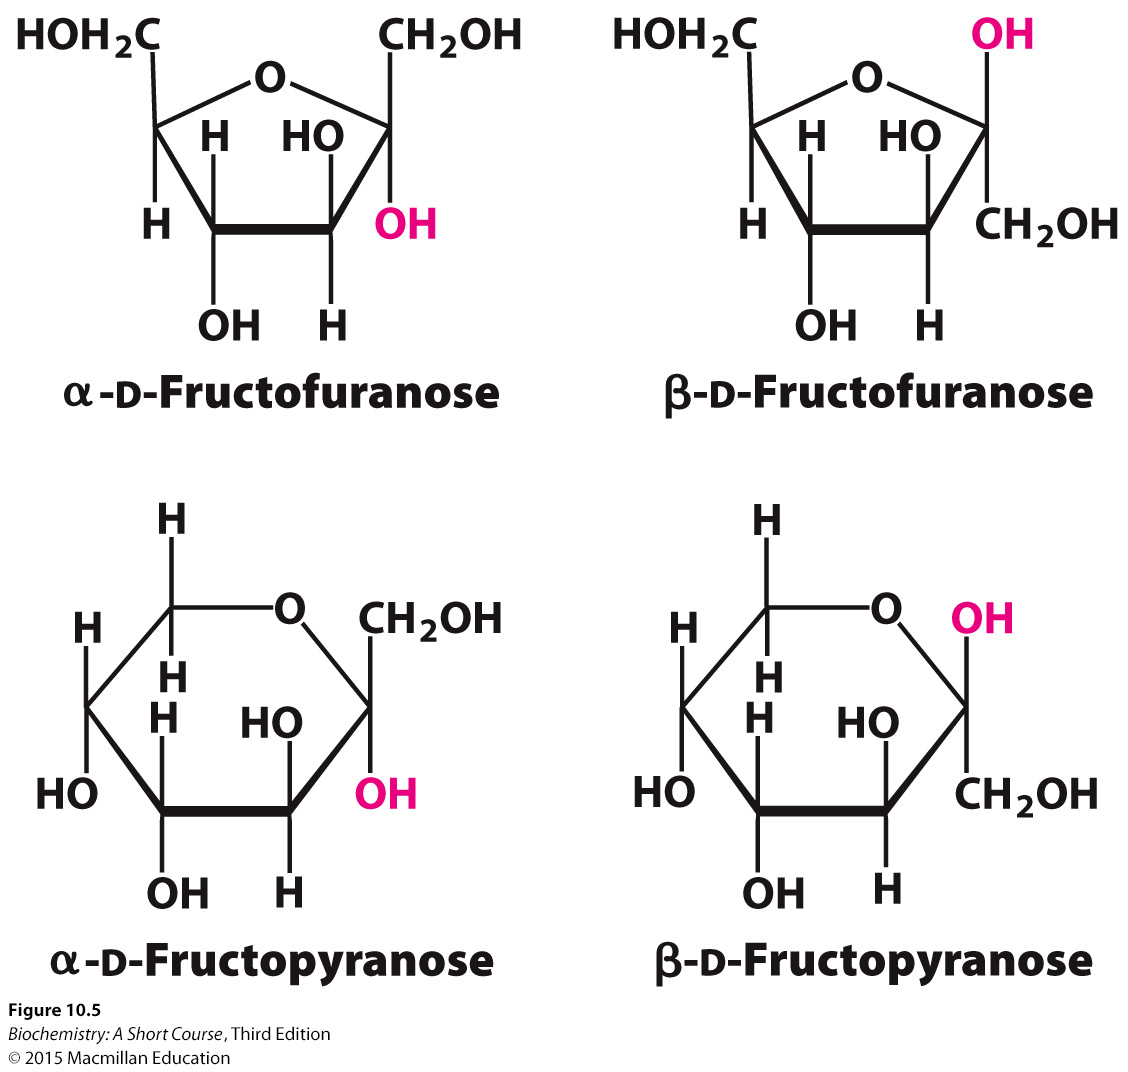 HOH₂C CH₂OH HOH₂C OH
O O
H HO H HO
H OH H CH₂OH
OH H OH H
α-D-Fructofuranose β-D-Fructofuranose
H H
O O
H CH₂OH H OH
H H
H HO H HO
HO OH HO CH₂OH
OH H OH H
α-D-Fructopyranose β-D-Fructopyranose
Figure 10.5
Biochemistry: A Short Course, Third Edition
© 2015 Macmillan Education